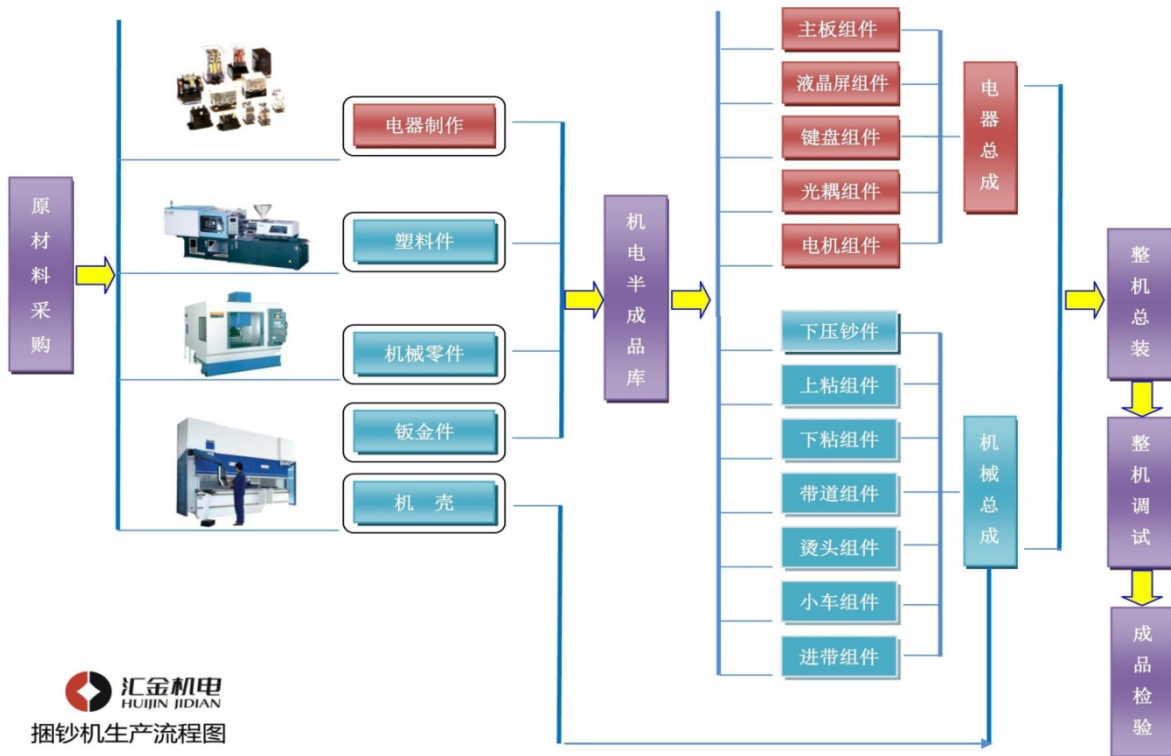 原材料采购
电器制作
塑料件
机械零件
钣金件
机 壳
机电半成品库
主板组件
液晶屏组件
键盘组件
光耦组件
电机组件
电器总成
下压钞件
上粘组件
下粘组件
带道组件
烫头组件
小车组件
进带组件
机械总成
整机总装
整机调试
成品检验
汇金机电
HUIJIN JIDIAN
捆钞机生产流程图